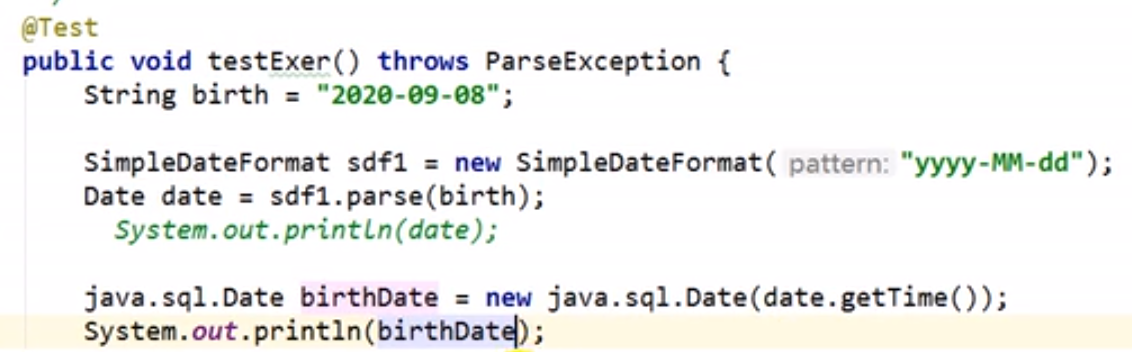 @Test
public void testExer() throws ParseException {
String birth = "2020-09-08";
SimpleDateFormat sdf1 = new SimpleDateFormat( pattern: "yyyy-MM-dd");
Date date = sdf1.parse(birth);
System.out.println(date);
java.sql.Date birthDate = new java.sql.Date(date.getTime());
System.out.println(birthDate);